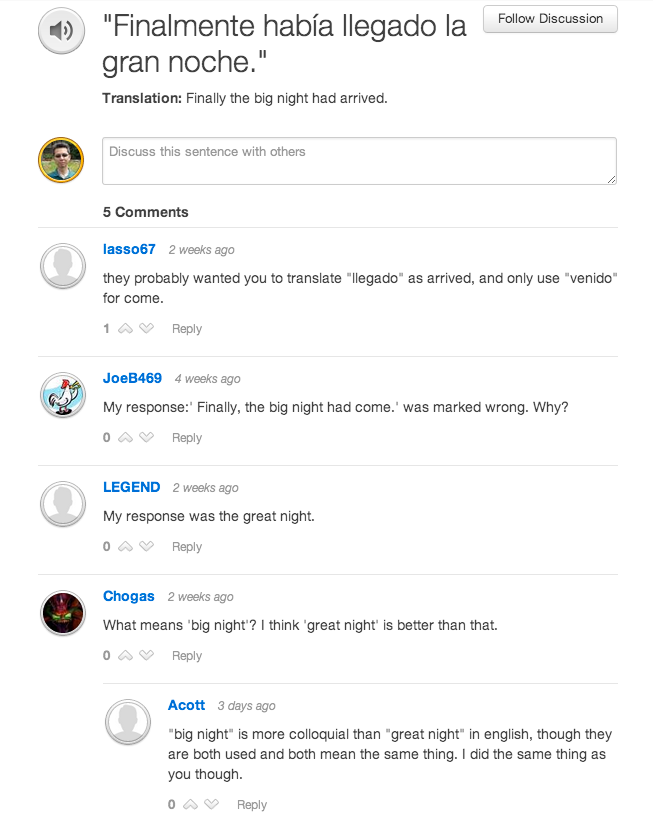 "Finalmente había llegado la
gran noche."
Follow Discussion
Translation: Finally the big night had arrived.
Discuss this sentence with others
5 Comments
lasso67 2 weeks ago
they probably wanted you to translate "llegado" as arrived, and only use "venido"
for come.
1 Reply
JoeB469 4 weeks ago
My response:' Finally, the big night had come.' was marked wrong. Why?
0 Reply
LEGEND 2 weeks ago
My response was the great night.
0 Reply
Chogas 2 weeks ago
What means 'big night'? I think 'great night' is better than that.
0 Reply
Acott 3 days ago
"big night" is more colloquial than "great night" in english, though they
are both used and both mean the same thing. I did the same thing as
you though.
0 Reply